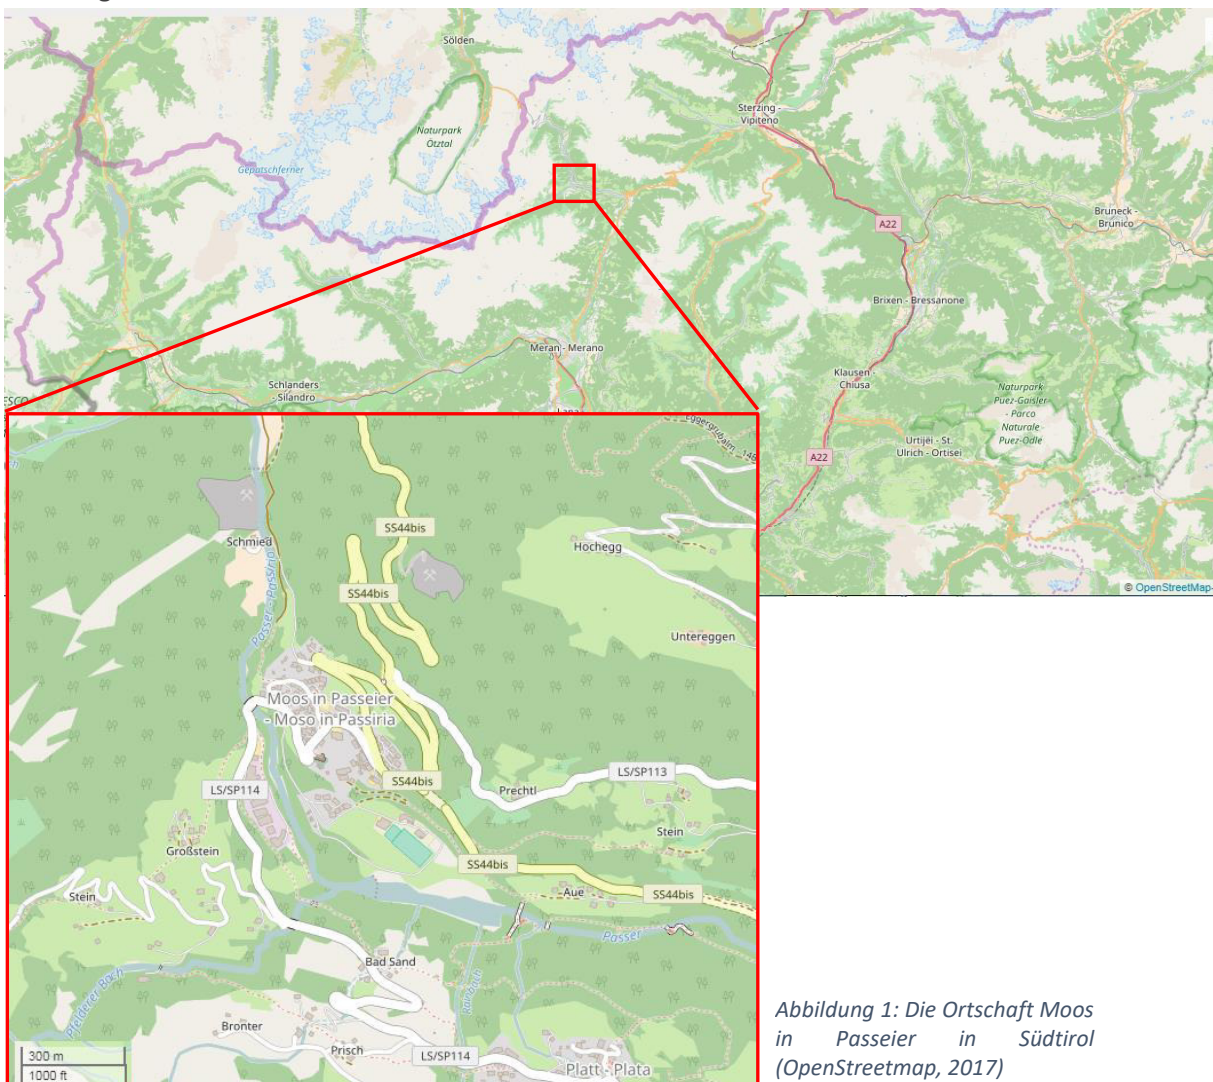 Sölden
Naturpark
Ötztal
Gepatschferner
Sterzing -
Vipiteno
A22
Bruneck -
Brunico
Brixen - Bressanone
Meran - Merano
Schlanders
- Silandro
Klausen -
Chiusa
Naturpark
Puez-Gaisler
- Parco
Naturale
Puez-Odle
Urtijëi - St.
Ulrich - Ortisei
A22
© OpenStreetMap
SS44bis
Schmied
Hochegg
SS44bis
Passer - Passirio
Untereggen
Moos in Passeier
- Moso in Passiria
LS/SP113
SS44bis
LS/SP114
Prechtl
Stein
Großstein
SS44bis
Stein
Aue
SS44bis
Passer
Bad Sand
Pfelderer Bach
Bronter
Prisch
LS/SP114
Platt - Plata
300 m
1000 ft
Abbildung 1: Die Ortschaft Moos
in Passeier in Südtirol
(OpenStreetmap, 2017)